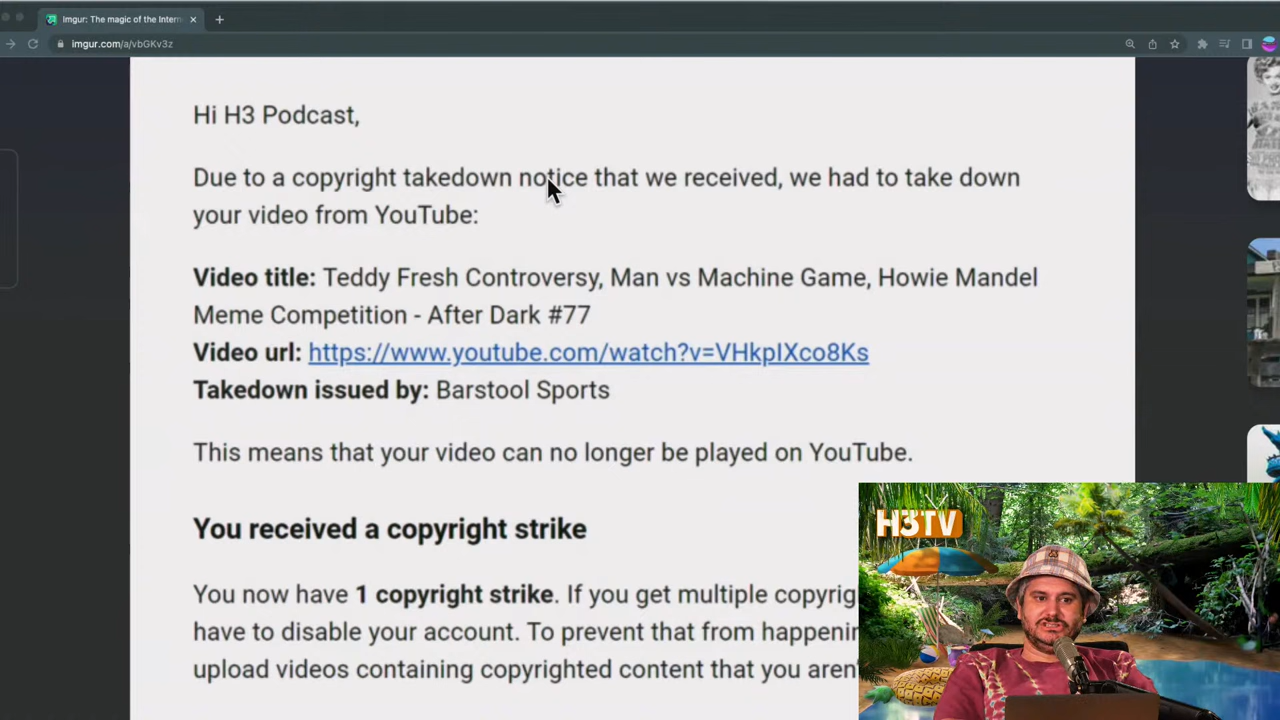 Imgur: The magic of the Intern
imgur.com/a/vbGKv3z
Hi H3 Podcast,
Due to a copyright takedown notice that we received, we had to take down
your video from YouTube:
Video title: Teddy Fresh Controversy, Man vs Machine Game, Howie Mandel
Meme Competition - After Dark #77
Video url: https://www.youtube.com/watch?v=VHkpIXco8Ks
Takedown issued by: Barstool Sports
This means that your video can no longer be played on YouTube.
You received a copyright strike
You now have 1 copyright strike. If you get multiple copyrig
have to disable your account. To prevent that from happenin
upload videos containing copyrighted content that you aren'
H3TV